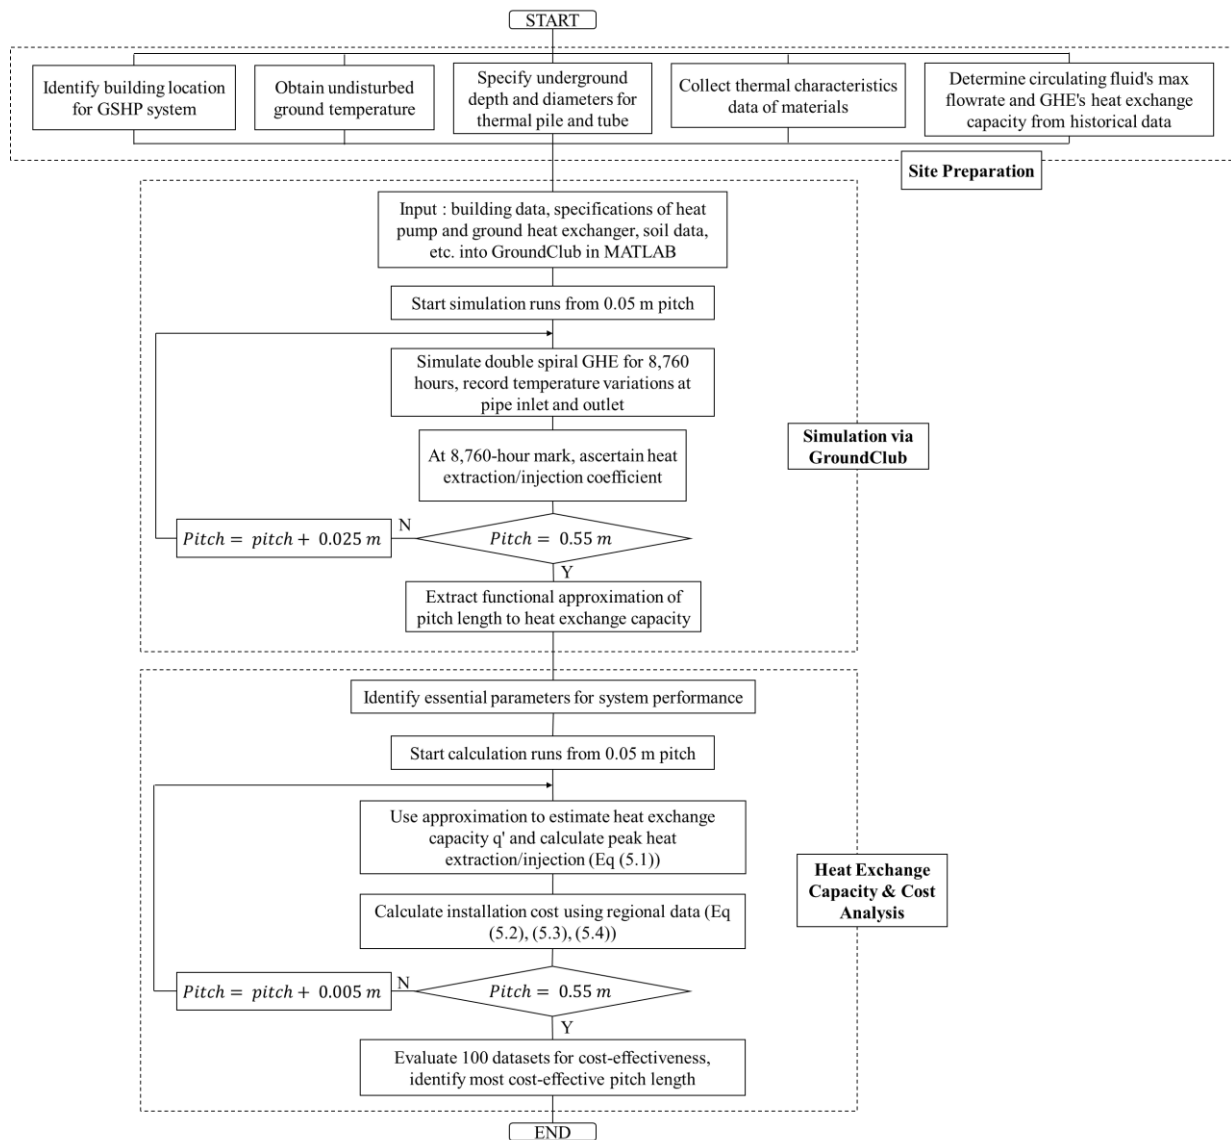 START
Identify building location
for GSHP system
Obtain undisturbed
ground temperature
Specify underground
depth and diameters for
thermal pile and tube
Collect thermal characteristics
data of materials
Determine circulating fluid's max
flowrate and GHE's heat exchange
capacity from historical data
Site Preparation
Input : building data, specifications of heat
pump and ground heat exchanger, soil data,
etc. into GroundClub in MATLAB
Start simulation runs from 0.05 m pitch
Simulate double spiral GHE for 8,760
hours, record temperature variations at
pipe inlet and outlet
Simulation via
GroundClub
At 8,760-hour mark, ascertain heat
extraction/injection coefficient
Pitch = pitch + 0.025 m
N
Pitch = 0.55 m
Y
Extract functional approximation of
pitch length to heat exchange capacity
Identify essential parameters for system performance
Start calculation runs from 0.05 m pitch
Use approximation to estimate heat exchange
capacity q' and calculate peak heat
extraction/injection (Eq (5.1))
Heat Exchange
Capacity & Cost
Analysis
Calculate installation cost using regional data (Eq
(5.2), (5.3), (5.4))
Pitch = pitch + 0.005 m
N
Pitch = 0.55 m
Y
Evaluate 100 datasets for cost-effectiveness,
identify most cost-effective pitch length
END